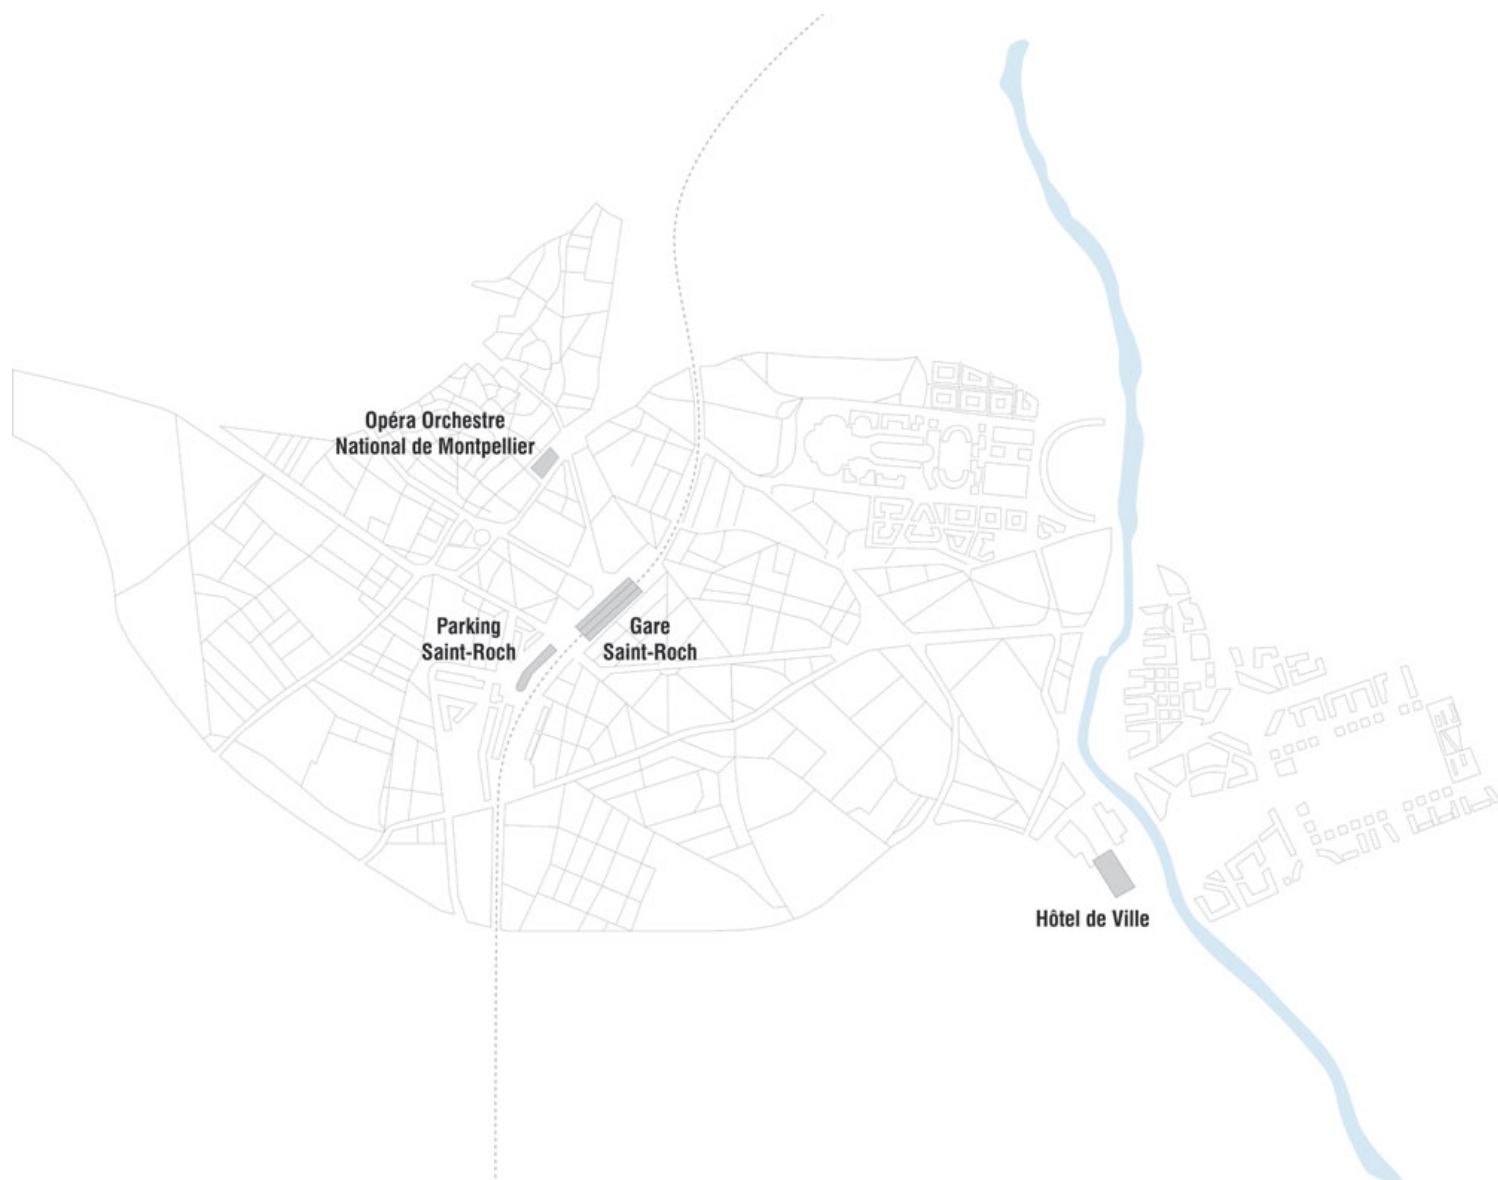 Opéra Orchestre
National de Montpellier
Parking
Saint-Roch
Gare
Saint-Roch
Hôtel de Ville